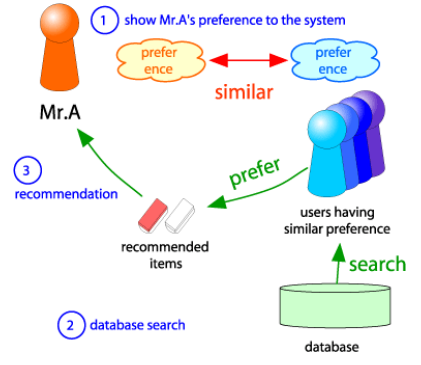 1 show Mr.A's preference to the system
prefer
ence
prefer
ence
similar
Mr.A
3
recommendation
prefer
users having
similar preference
recommended
items
search
2 database search
database